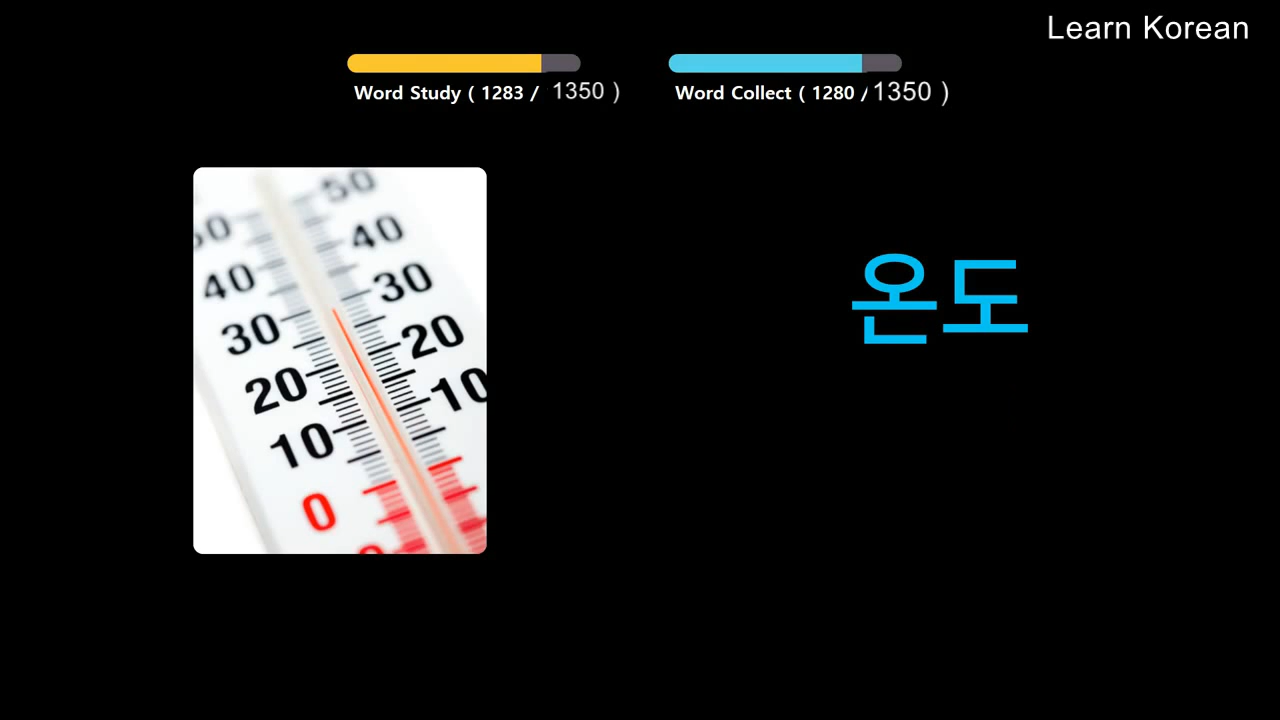 Learn Korean
Word Study ( 1283 / 1350 )
Word Collect ( 1280 / 1350 )
온도
50
50 40
40 30
30 20
20 10
10
0